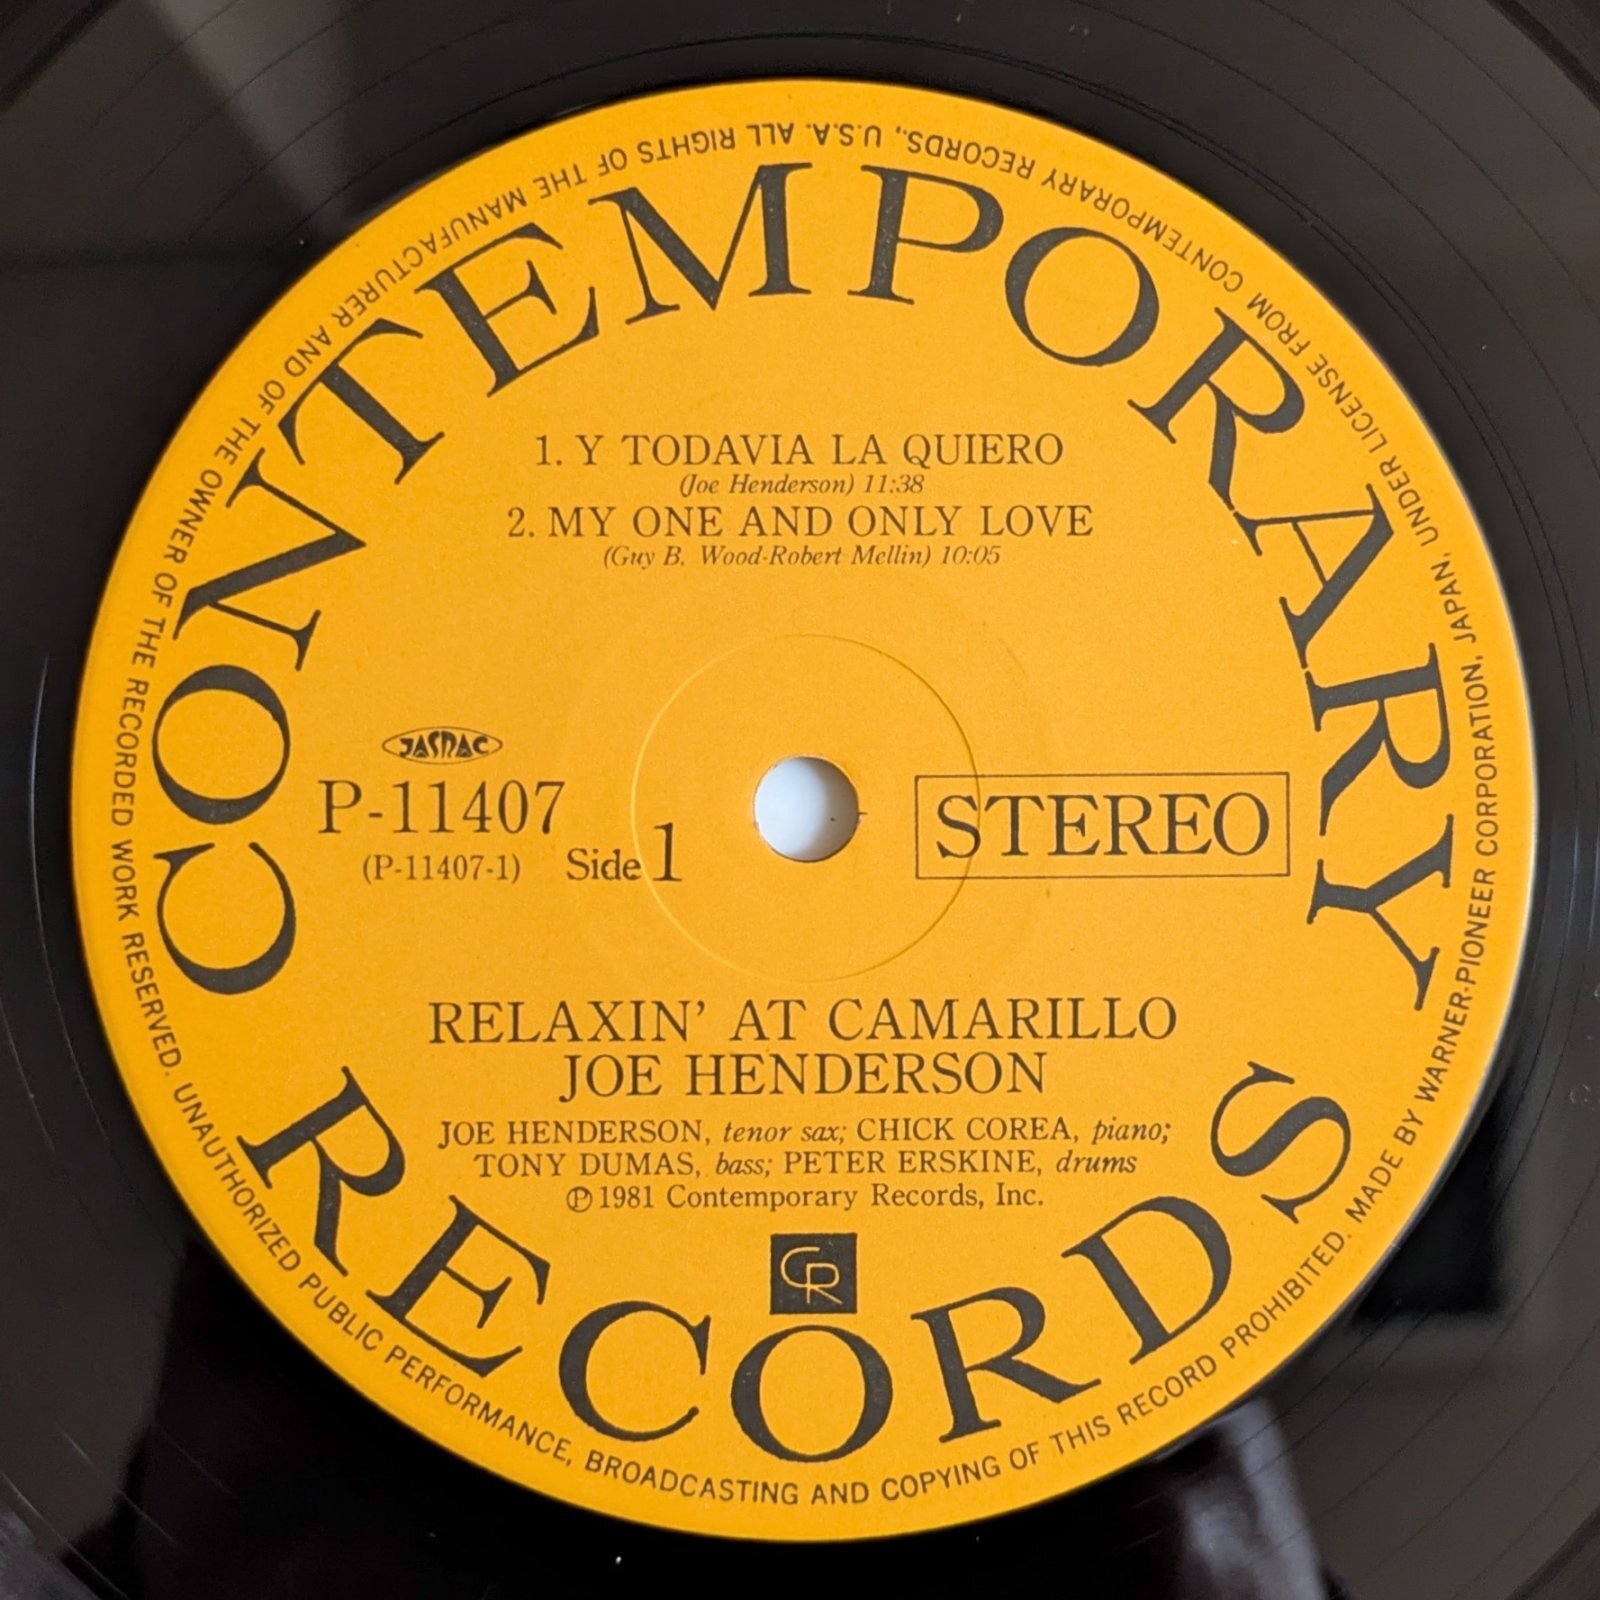 CONTEMPORARY
1. Y TODAVIA LA QUIERO
(Joe Henderson) 11:38
2. MY ONE AND ONLY LOVE
(Guy B. Wood-Robert Mellin) 10:05
JASRAC
P-11407
(P-11407-1)
Side 1
STEREO
RELAXIN' AT CAMARILLO
JOE HENDERSON
JOE HENDERSON, tenor sax; CHICK COREA, piano;
TONY DUMAS, bass; PETER ERSKINE, drums
Ⓟ 1981 Contemporary Records, Inc.
CR
RECORDS
ALL RIGHTS OF THE MANUFACTURER AND OF THE OWNER OF THE RECORDED WORK RESERVED. UNAUTHORIZED PUBLIC PERFORMANCE, BROADCASTING AND COPYING OF THIS RECORD PROHIBITED. MADE BY WARNER-PIONEER CORPORATION, JAPAN, UNDER LICENSE FROM CONTEMPORARY RECORDS., U.S.A.